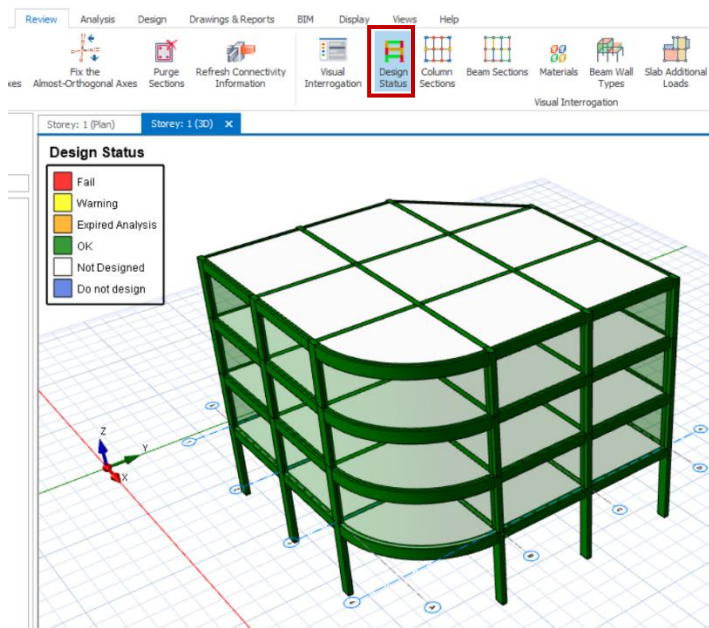 Review Analysis Design Drawings & Reports BIM Display Views Help
xes
Fix the
Almost-Orthogonal Axes
Purge
Sections
Refresh Connectivity
Information
Visual
Interrogation
Design
Status
Column
Sections
Beam Sections
Materials
Beam Wall
Types
Slab Additional
Loads
Visual Interrogation
Storey: 1 (Plan) Storey: 1 (3D) X
Design Status
Fail
Warning
Expired Analysis
OK
Not Designed
Do not design
Z
Y
X